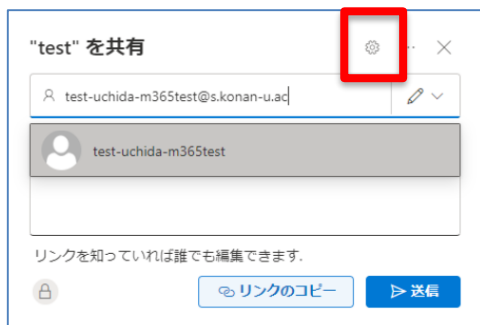 "test" を共有
test-uchida-m365test@s.konan-u.ac
test-uchida-m365test
リンクを知っていれば誰でも編集できます.
リンクのコピー
送信